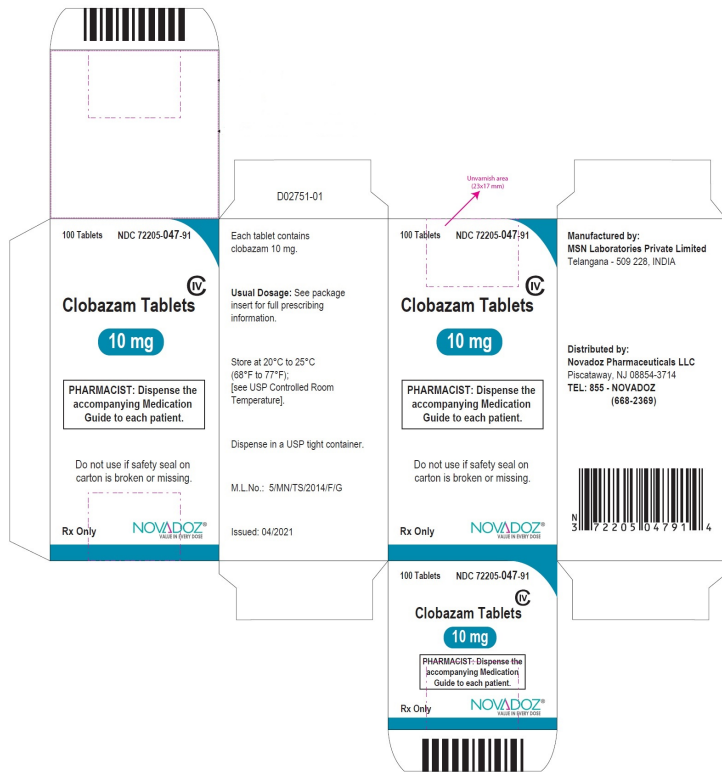 D02751-01
Unvarnish area
(23x17 mm)
100 Tablets NDC 72205-047-91
CIV
Clobazam Tablets
10 mg
PHARMACIST: Dispense the
accompanying Medication
Guide to each patient.
Do not use if safety seal on
carton is broken or missing.
Rx Only
NOVADOZ®
VALUE IN EVERY DOSE
Each tablet contains
clobazam 10 mg.
Usual Dosage: See package
insert for full prescribing
information.
Store at 20°C to 25°C
(68°F to 77°F);
[see USP Controlled Room
Temperature].
Dispense in a USP tight container.
M.L.No.: 5/MN/TS/2014/F/G
Issued: 04/2021
100 Tablets NDC 72205-047-91
CIV
Clobazam Tablets
10 mg
PHARMACIST: Dispense the
accompanying Medication
Guide to each patient.
Do not use if safety seal on
carton is broken or missing.
Rx Only
NOVADOZ®
VALUE IN EVERY DOSE
Manufactured by:
MSN Laboratories Private Limited
Telangana - 509 228, INDIA
Distributed by:
Novadoz Pharmaceuticals LLC
Piscataway, NJ 08854-3714
TEL: 855 - NOVADOZ
(668-2369)
N
3 72205 04791 4
100 Tablets NDC 72205-047-91
CIV
Clobazam Tablets
10 mg
PHARMACIST: Dispense the
accompanying Medication
Guide to each patient.
Rx Only
NOVADOZ®
VALUE IN EVERY DOSE